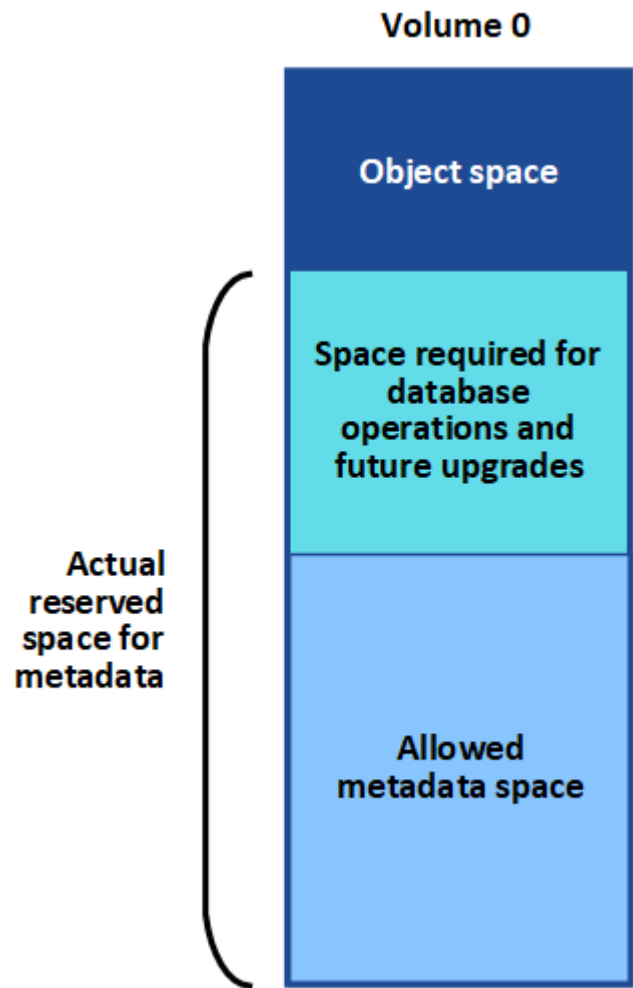 Volume 0
Object space
Space required for
database
operations and
future upgrades
Actual
reserved
space for
metadata
Allowed
metadata space